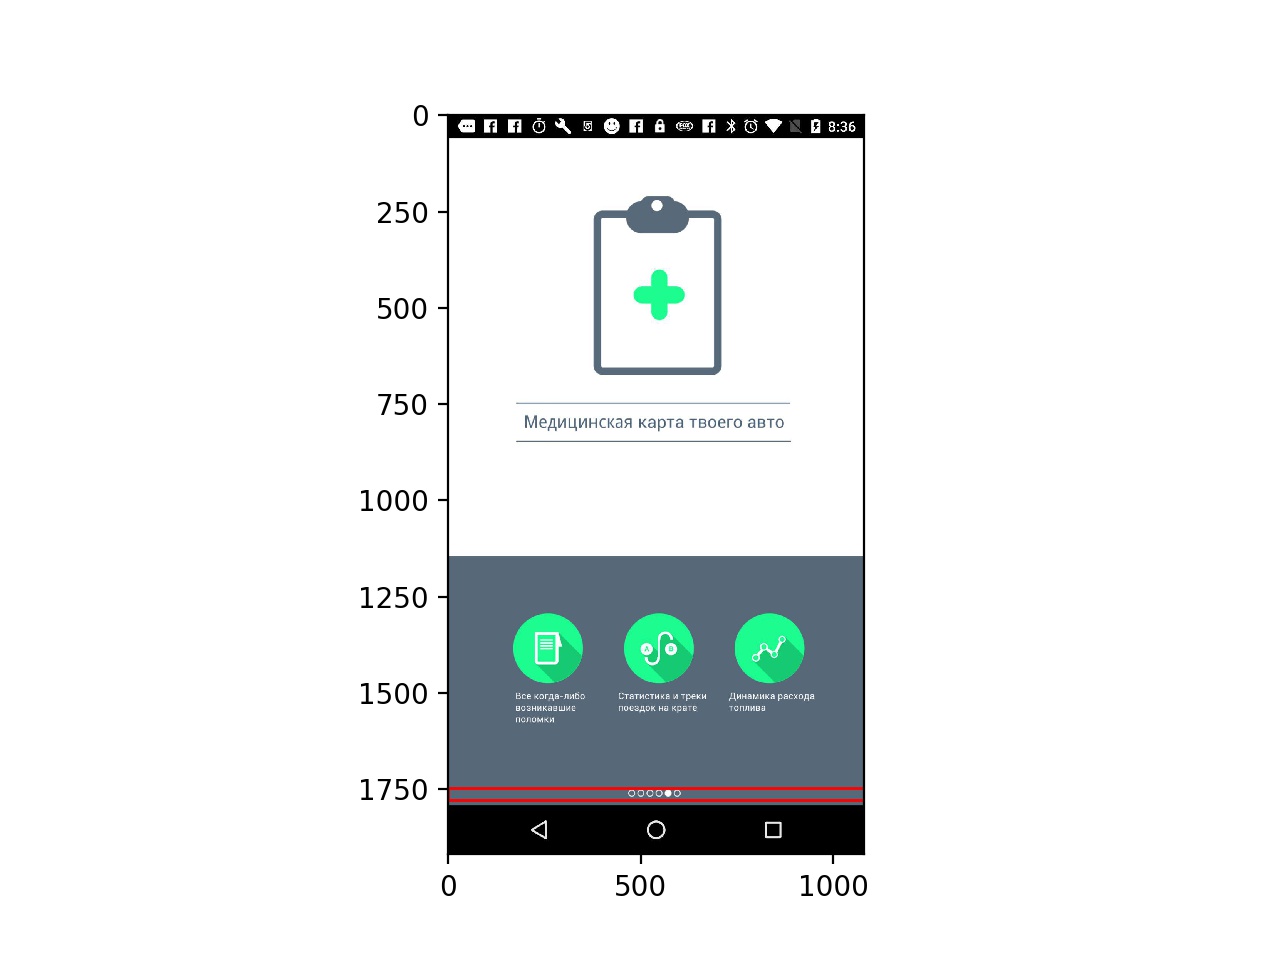 0
250
500
750
1000
1250
1500
1750
0
500
1000
8:36
Медицинская карта твоего авто
A
B
Все когда-либо
возникавшие
поломки
Статистика и треки
поездок на крате
Динамика расхода
топлива